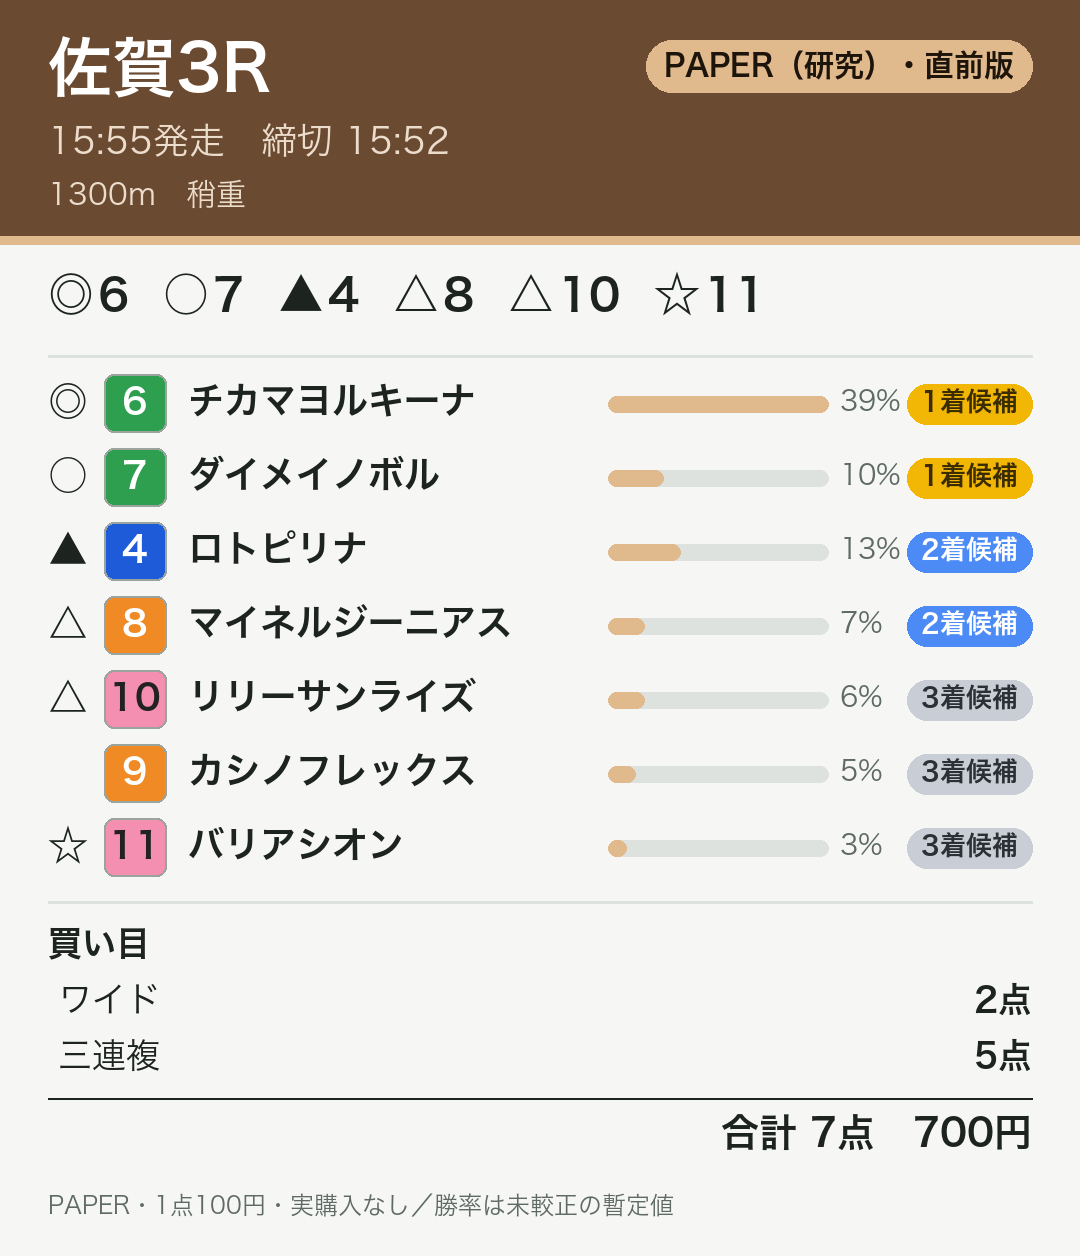 佐賀3R
PAPER（研究）・直前版
15:55発走　締切 15:52
1300m　稍重
◎6 ○7 ▲4 △8 △10 ☆11
◎ 6 チカマヨルキーナ 39% 1着候補
○ 7 ダイメイノボル 10% 1着候補
▲ 4 ロトピリナ 13% 2着候補
△ 8 マイネルジーニアス 7% 2着候補
△ 10 リリーサンライズ 6% 3着候補
9 カシノフレックス 5% 3着候補
☆ 11 バリアシオン 3% 3着候補
買い目
ワイド 2点
三連複 5点
合計 7点　700円
PAPER・1点100円・実購入なし／勝率は未較正の暫定値